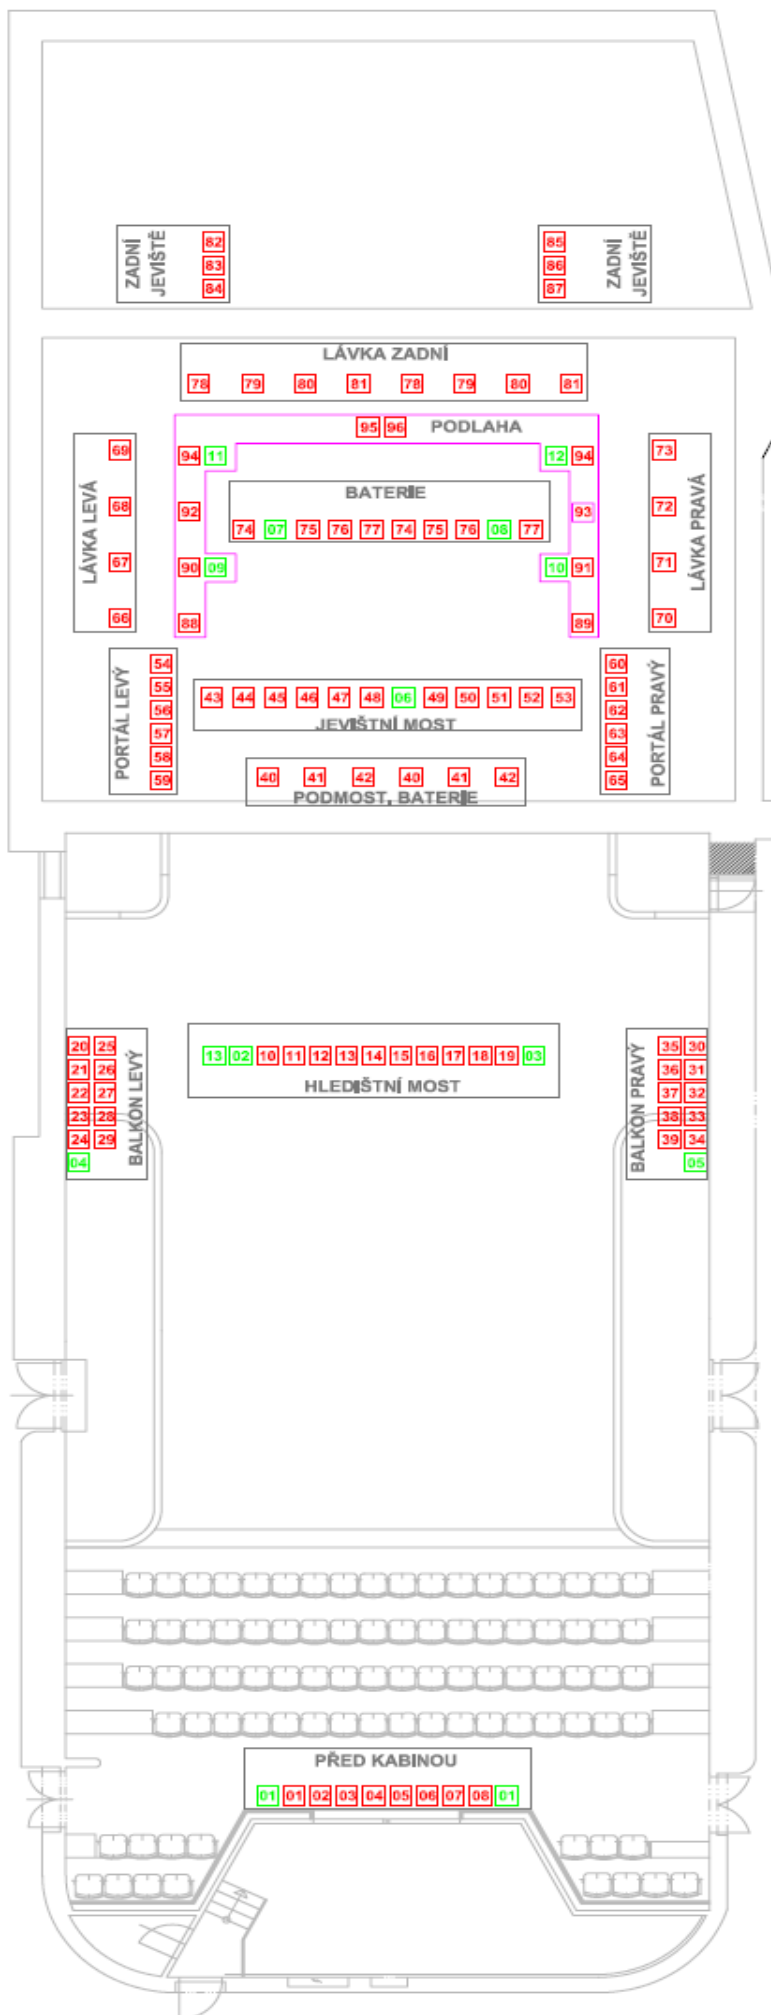 ZADNÍ
JEVIŠTĚ
82
83
84
85
86
87
ZADNÍ
JEVIŠTĚ
LÁVKA ZADNÍ
78 79 80 81 78 79 80 81
95 96 PODLAHA
94 11 12 94
92 93
90 09 10 91
88 89
BATERIE
74 07 75 76 77 74 75 76 08 77
LÁVKA LEVÁ
69
68
67
66
73
72
71
70
LÁVKA PRAVÁ
PORTÁL LEVÝ
54
55
56
57
58
59
43 44 45 46 47 48 06 49 50 51 52 53
JEVIŠTNÍ MOST
60
61
62
63
64
65
PORTÁL PRAVÝ
40 41 42 40 41 42
PODMOST, BATERIE
20 25
21 26
22 27
23 28
24 29
04
BALKON LEVÝ
13 02 10 11 12 13 14 15 16 17 18 19 03
HLEDIŠTNÍ MOST
BALKON PRAVÝ
35 30
36 31
37 32
38 33
39 34
05
PŘED KABINOU
01 01 02 03 04 05 06 07 08 01